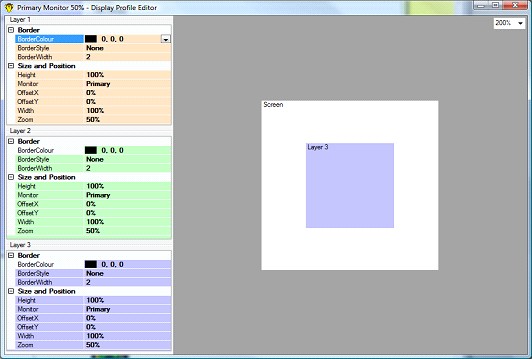 Primary Monitor 50% - Display Profile Editor
Layer 1
Border
BorderColour 0, 0, 0
BorderStyle None
BorderWidth 2
Size and Position
Height 100%
Monitor Primary
OffsetX 0%
OffsetY 0%
Width 100%
Zoom 50%
Layer 2
Border
BorderColour 0, 0, 0
BorderStyle None
BorderWidth 2
Size and Position
Height 100%
Monitor Primary
OffsetX 0%
OffsetY 0%
Width 100%
Zoom 50%
Layer 3
Border
BorderColour 0, 0, 0
BorderStyle None
BorderWidth 2
Size and Position
Height 100%
Monitor Primary
OffsetX 0%
OffsetY 0%
Width 100%
Zoom 50%
200%
Screen
Layer 3